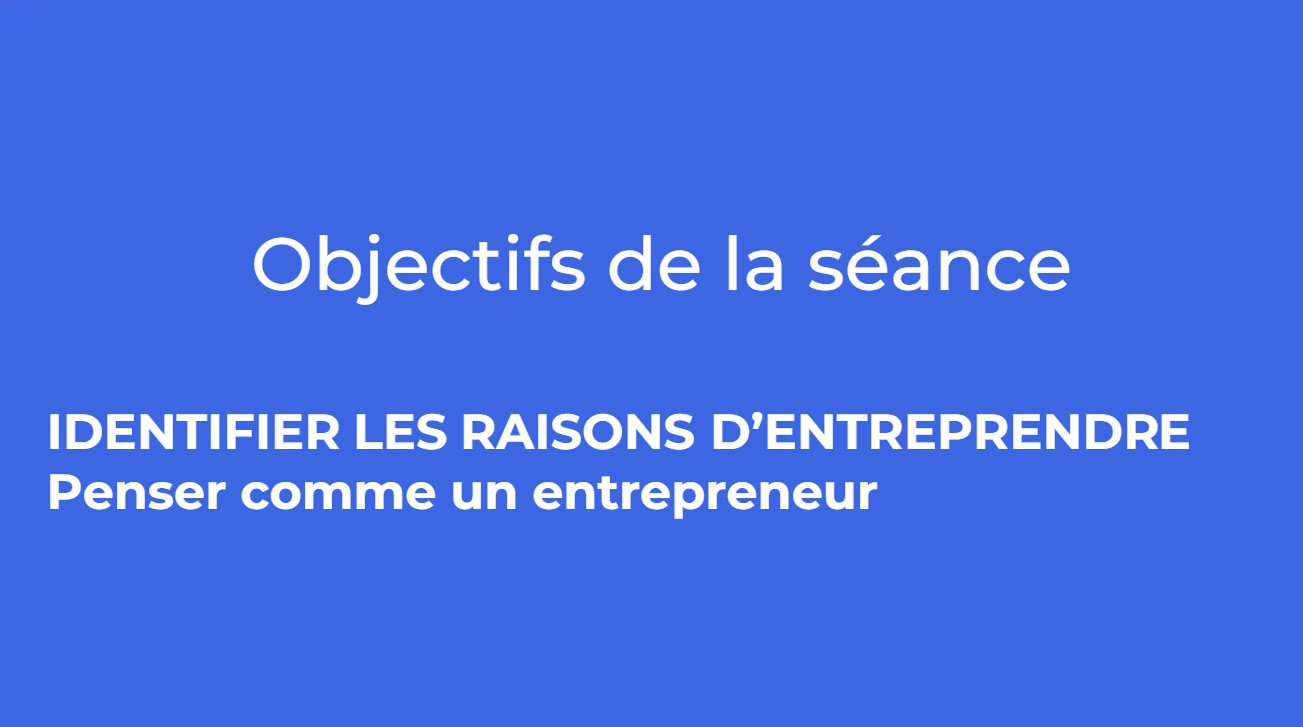 Objectifs de la séance
IDENTIFIER LES RAISONS D’ENTREPRENDRE
Penser comme un entrepreneur